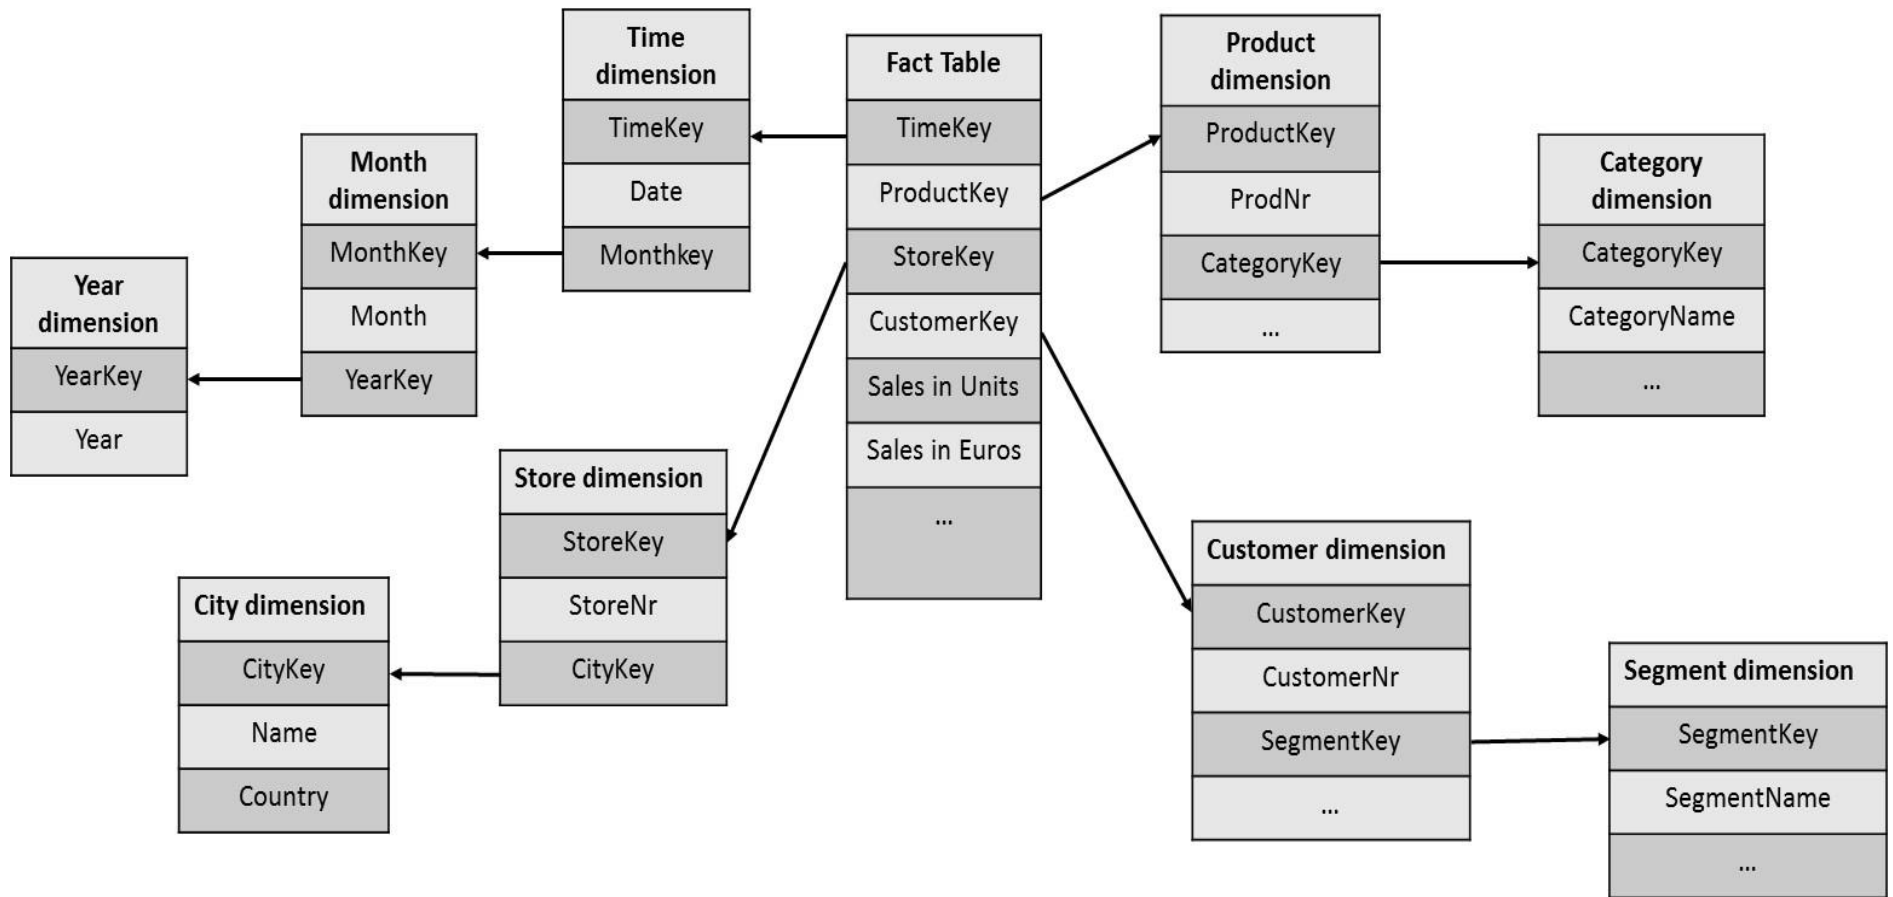 Time
dimension
TimeKey
Date
Monthkey
Fact Table
TimeKey
ProductKey
StoreKey
CustomerKey
Sales in Units
Sales in Euros
...
Product
dimension
ProductKey
ProdNr
CategoryKey
...
Category
dimension
CategoryKey
CategoryName
...
Month
dimension
MonthKey
Month
YearKey
Year
dimension
YearKey
Year
Store dimension
StoreKey
StoreNr
CityKey
City dimension
CityKey
Name
Country
Customer dimension
CustomerKey
CustomerNr
SegmentKey
...
Segment dimension
SegmentKey
SegmentName
...